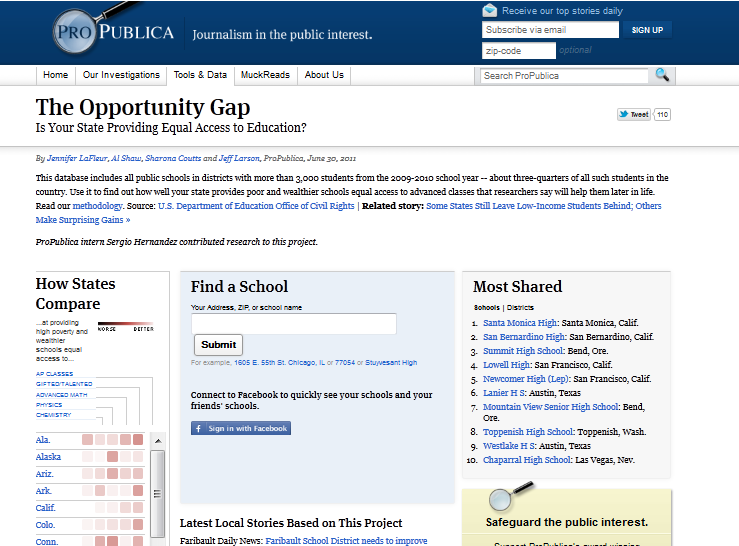 PROPUBLICA
Journalism in the public interest.
Receive our top stories daily
Subscribe via email
SIGN UP
zip-code
optional
Home
Our Investigations
Tools & Data
MuckReads
About Us
Search ProPublica
The Opportunity Gap
Is Your State Providing Equal Access to Education?
Tweet
110
By Jennifer LaFleur, Al Shaw, Sharona Coutts and Jeff Larson, ProPublica, June 30, 2011
This database includes all public schools in districts with more than 3,000 students from the 2009-2010 school year -- about three-quarters of all such students in the
country. Use it to find out how well your state provides poor and wealthier schools equal access to advanced classes that researchers say will help them later in life.
Read our methodology. Source: U.S. Department of Education Office of Civil Rights | Related story: Some States Still Leave Low-Income Students Behind; Others
Make Surprising Gains »
ProPublica intern Sergio Hernandez contributed research to this project.
How States
Compare
...at providing
high poverty and
wealthier
schools equal
access to...
WORSE
BETTER
AP CLASSES
GIFTED/TALENTED
ADVANCED MATH
PHYSICS
CHEMISTRY
Ala.
Alaska
Ariz.
Ark.
Calif.
Colo.
Conn.
Find a School
Your Address, ZIP, or school name
Submit
For example, 1605 E. 55th St. Chicago, IL or 77054 or Stuyvesant High
Connect to Facebook to quickly see your schools and your
friends' schools.
f Sign in with Facebook
Latest Local Stories Based on This Project
Faribault Daily News: Faribault School District needs to improve
Most Shared
Schools | Districts
1. Santa Monica High: Santa Monica, Calif.
2. San Bernardino High: San Bernardino, Calif.
3. Summit High School: Bend, Ore.
4. Lowell High: San Francisco, Calif.
5. Newcomer High (Lep): San Francisco, Calif.
6. Lanier H S: Austin, Texas
7. Mountain View Senior High School: Bend,
Ore.
8. Toppenish High School: Toppenish, Wash.
9. Westlake H S: Austin, Texas
10. Chaparral High School: Las Vegas, Nev.
Safeguard the public interest.
Support ProPublica's award-winning